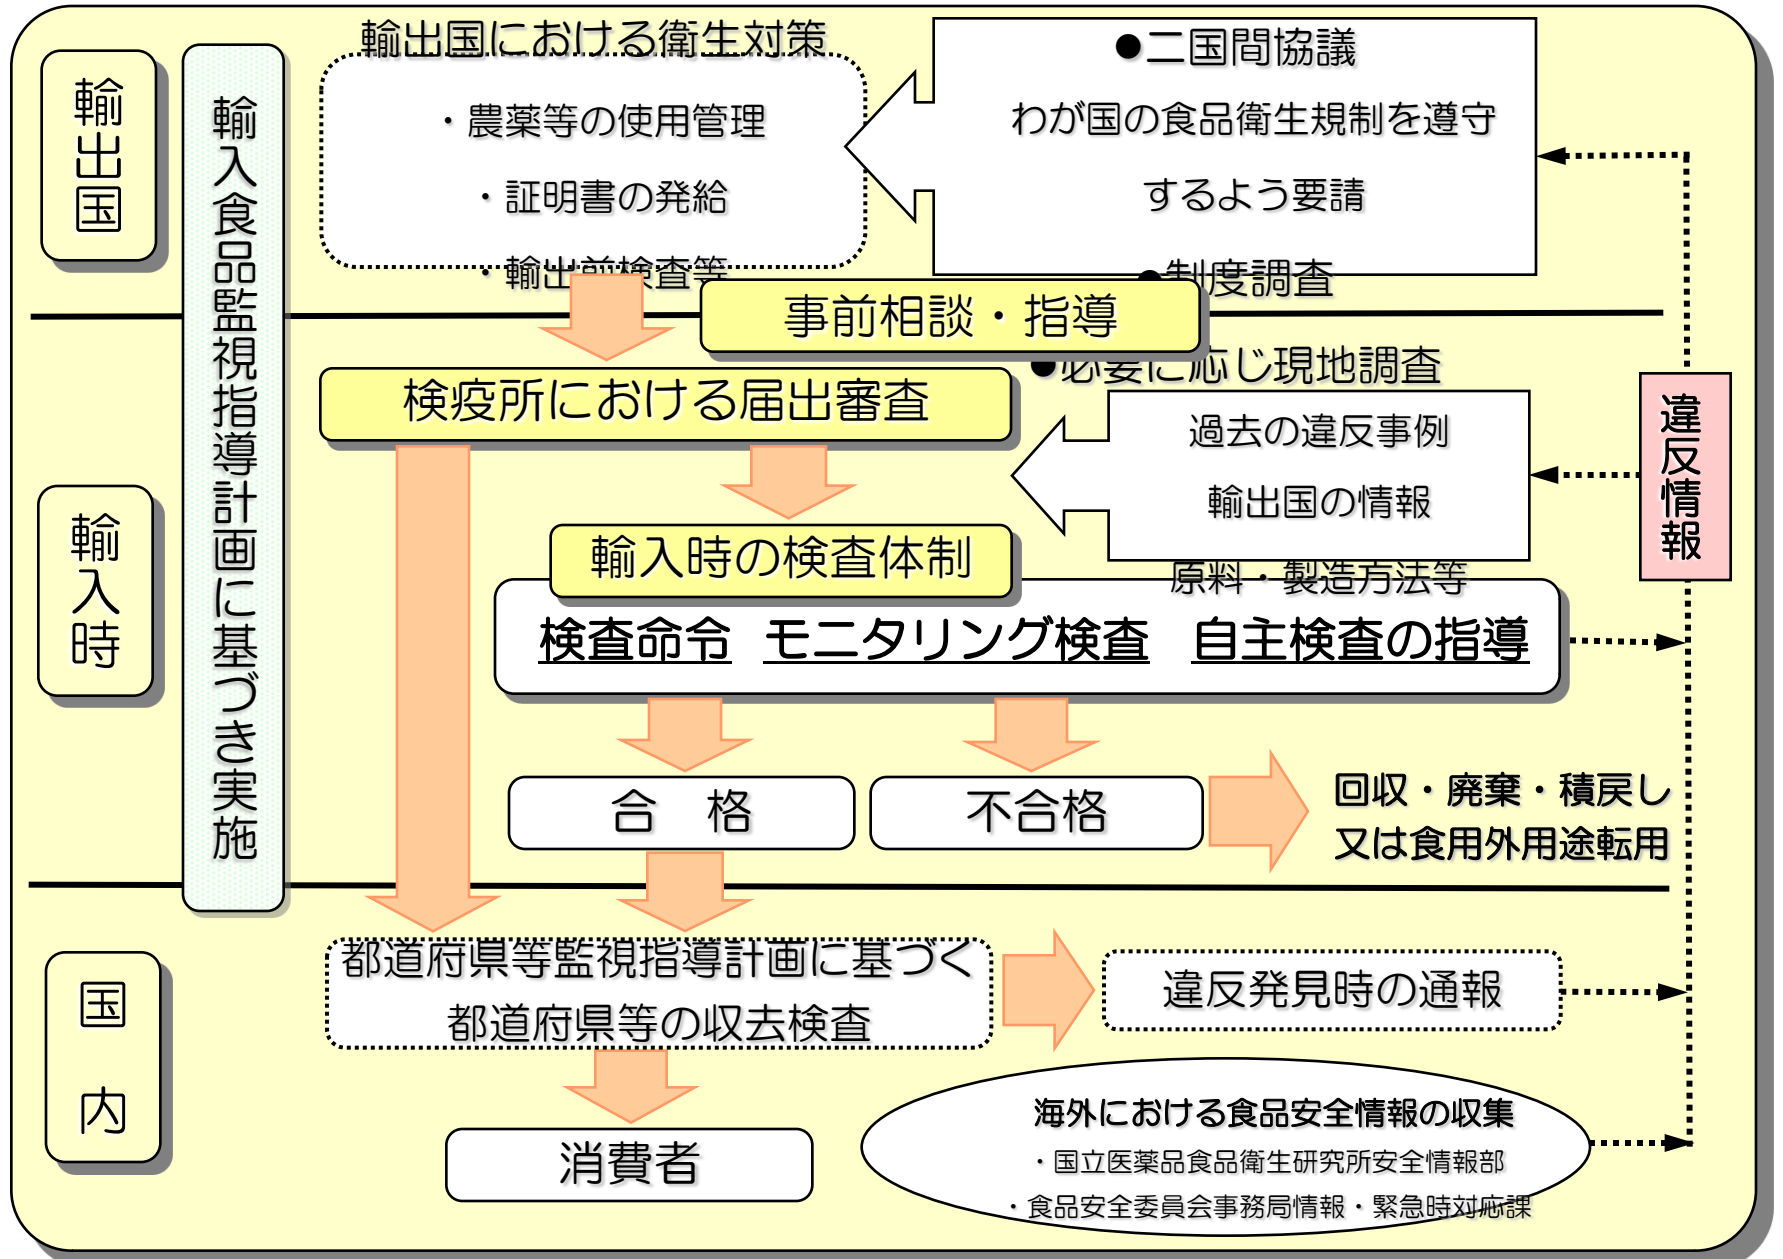 輸出国
輸入食品監視指導計画に基づき実施
輸出国における衛生対策
・農薬等の使用管理
・証明書の発給
・輸出前検査等
●二国間協議
わが国の食品衛生規制を遵守
するよう要請
●制度調査
●必要に応じ現地調査
事前相談・指導
輸入時
検疫所における届出審査
過去の違反事例
輸出国の情報
原料・製造方法等
違反情報
輸入時の検査体制
検査命令 モニタリング検査 自主検査の指導
合　格
不合格
回収・廃棄・積戻し
又は食用外用途転用
国　内
都道府県等監視指導計画に基づく
都道府県等の収去検査
違反発見時の通報
消費者
海外における食品安全情報の収集
・国立医薬品食品衛生研究所安全情報部
・食品安全委員会事務局情報・緊急時対応課